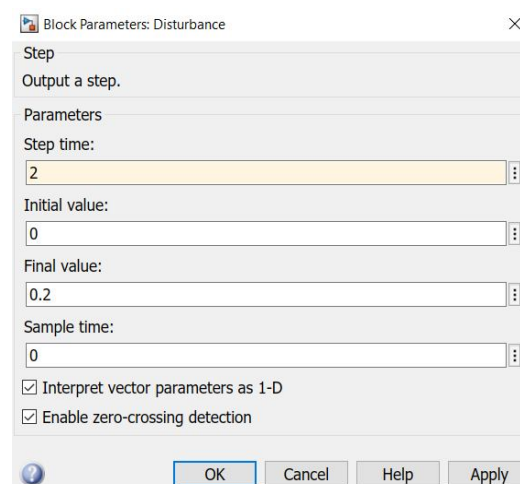 Block Parameters: Disturbance
Step
Output a step.
Parameters
Step time:
2
Initial value:
0
Final value:
0.2
Sample time:
0
Interpret vector parameters as 1-D
Enable zero-crossing detection
OK Cancel Help Apply